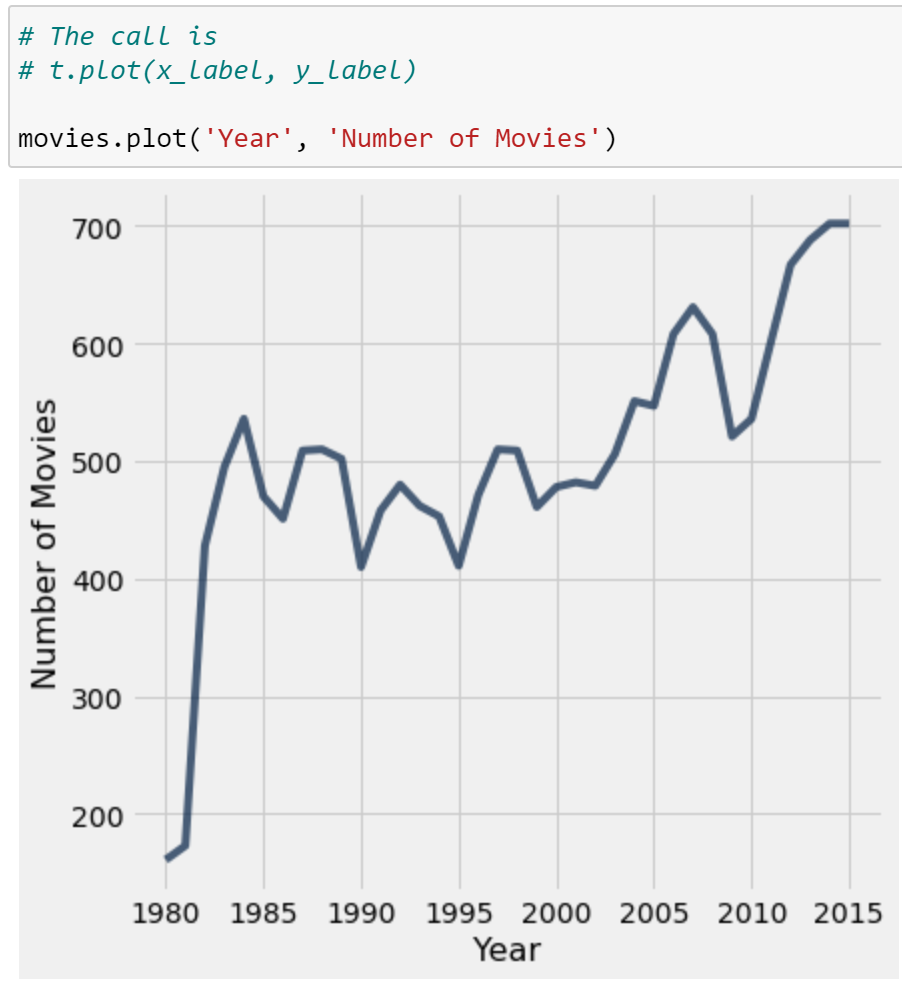 # The call is
# t.plot(x_label, y_label)
movies.plot('Year', 'Number of Movies')
700
600
500
400
300
200
Number of Movies
1980 1985 1990 1995 2000 2005 2010 2015
Year